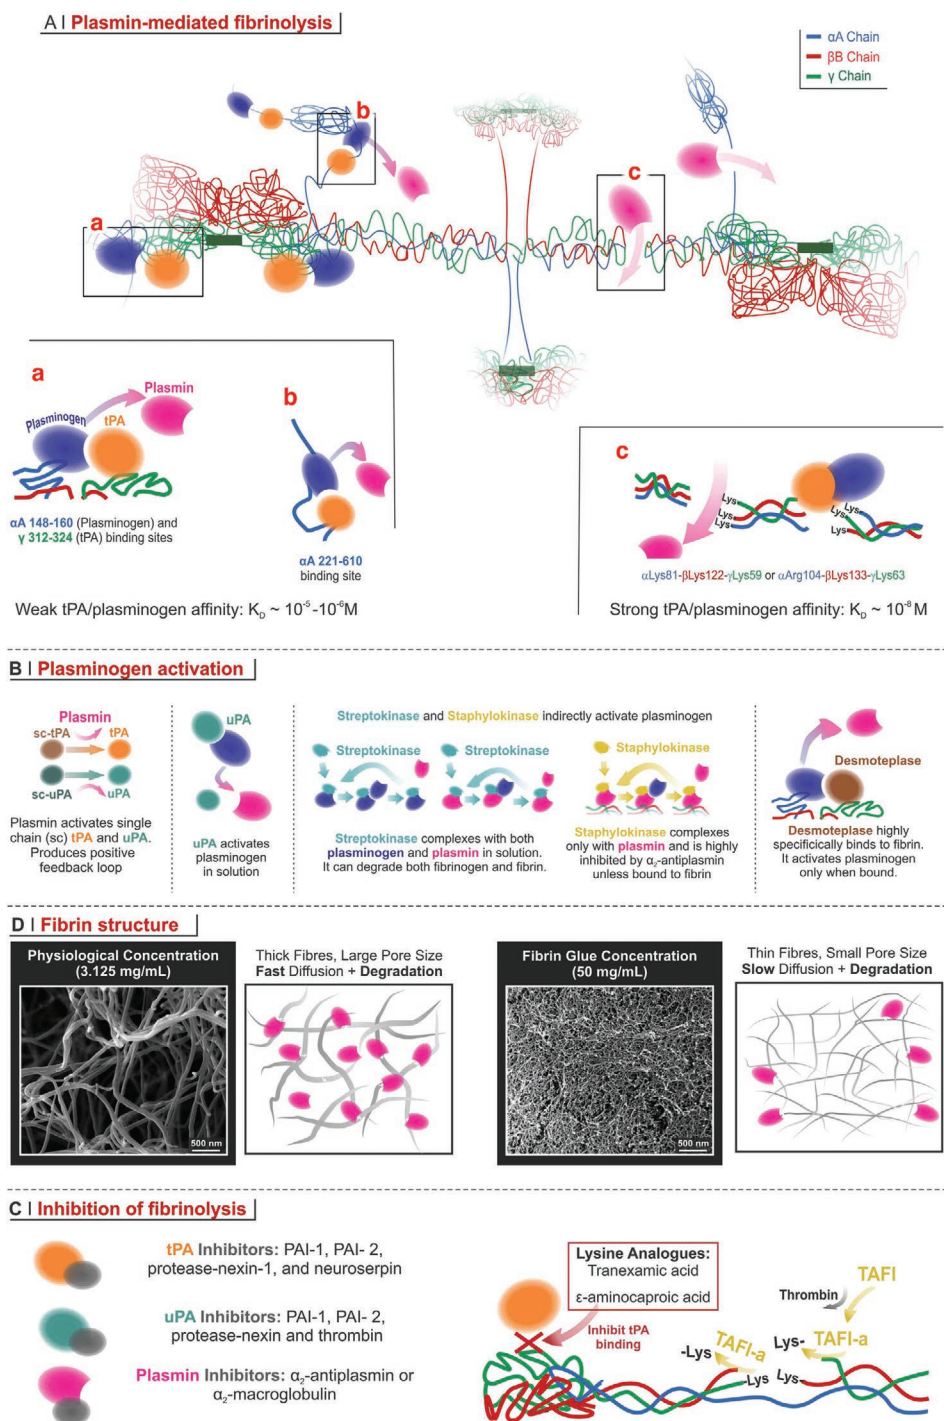 A | Plasmin-mediated fibrinolysis
αA Chain
βB Chain
γ Chain
b
c
a
a
Plasmin
Plasminogen
tPA
αA 148-160 (Plasminogen) and
γ 312-324 (tPA) binding sites
b
αA 221-610
binding site
Weak tPA/plasminogen affinity: K_D ~ 10⁻⁵-10⁻⁶M
c
Lys
Lys
Lys
Lys
Lys
Lys
αLys81-βLys122-γLys59 or αArg104-βLys133-γLys63
Strong tPA/plasminogen affinity: K_D ~ 10⁻⁸M
B | Plasminogen activation
Plasmin
sc-tPA
tPA
sc-uPA
uPA
Plasmin activates single
chain (sc) tPA and uPA.
Produces positive
feedback loop
uPA
uPA activates
plasminogen
in solution
Streptokinase and Staphylokinase indirectly activate plasminogen
Streptokinase
Streptokinase
Streptokinase complexes with both
plasminogen and plasmin in solution.
It can degrade both fibrinogen and fibrin.
Staphylokinase
Staphylokinase complexes
only with plasmin and is highly
inhibited by α₂-antiplasmin
unless bound to fibrin
Desmoteplase
Desmoteplase highly
specificically binds to fibrin.
It activates plasminogen
only when bound.
D | Fibrin structure
Physiological Concentration
(3.125 mg/mL)
500 nm
Thick Fibres, Large Pore Size
Fast Diffusion + Degradation
Fibrin Glue Concentration
(50 mg/mL)
500 nm
Thin Fibres, Small Pore Size
Slow Diffusion + Degradation
C | Inhibition of fibrinolysis
tPA Inhibitors: PAI-1, PAI- 2,
protease-nexin-1, and neuroserpin
uPA Inhibitors: PAI-1, PAI- 2,
protease-nexin and thrombin
Plasmin Inhibitors: α₂-antiplasmin or
α₂-macroglobulin
Lysine Analogues:
Tranexamic acid
ε-aminocaproic acid
Inhibit tPA
binding
TAFI
Thrombin
TAFI-a
Lys-
TAFI-a
-Lys
Lys
Lys-